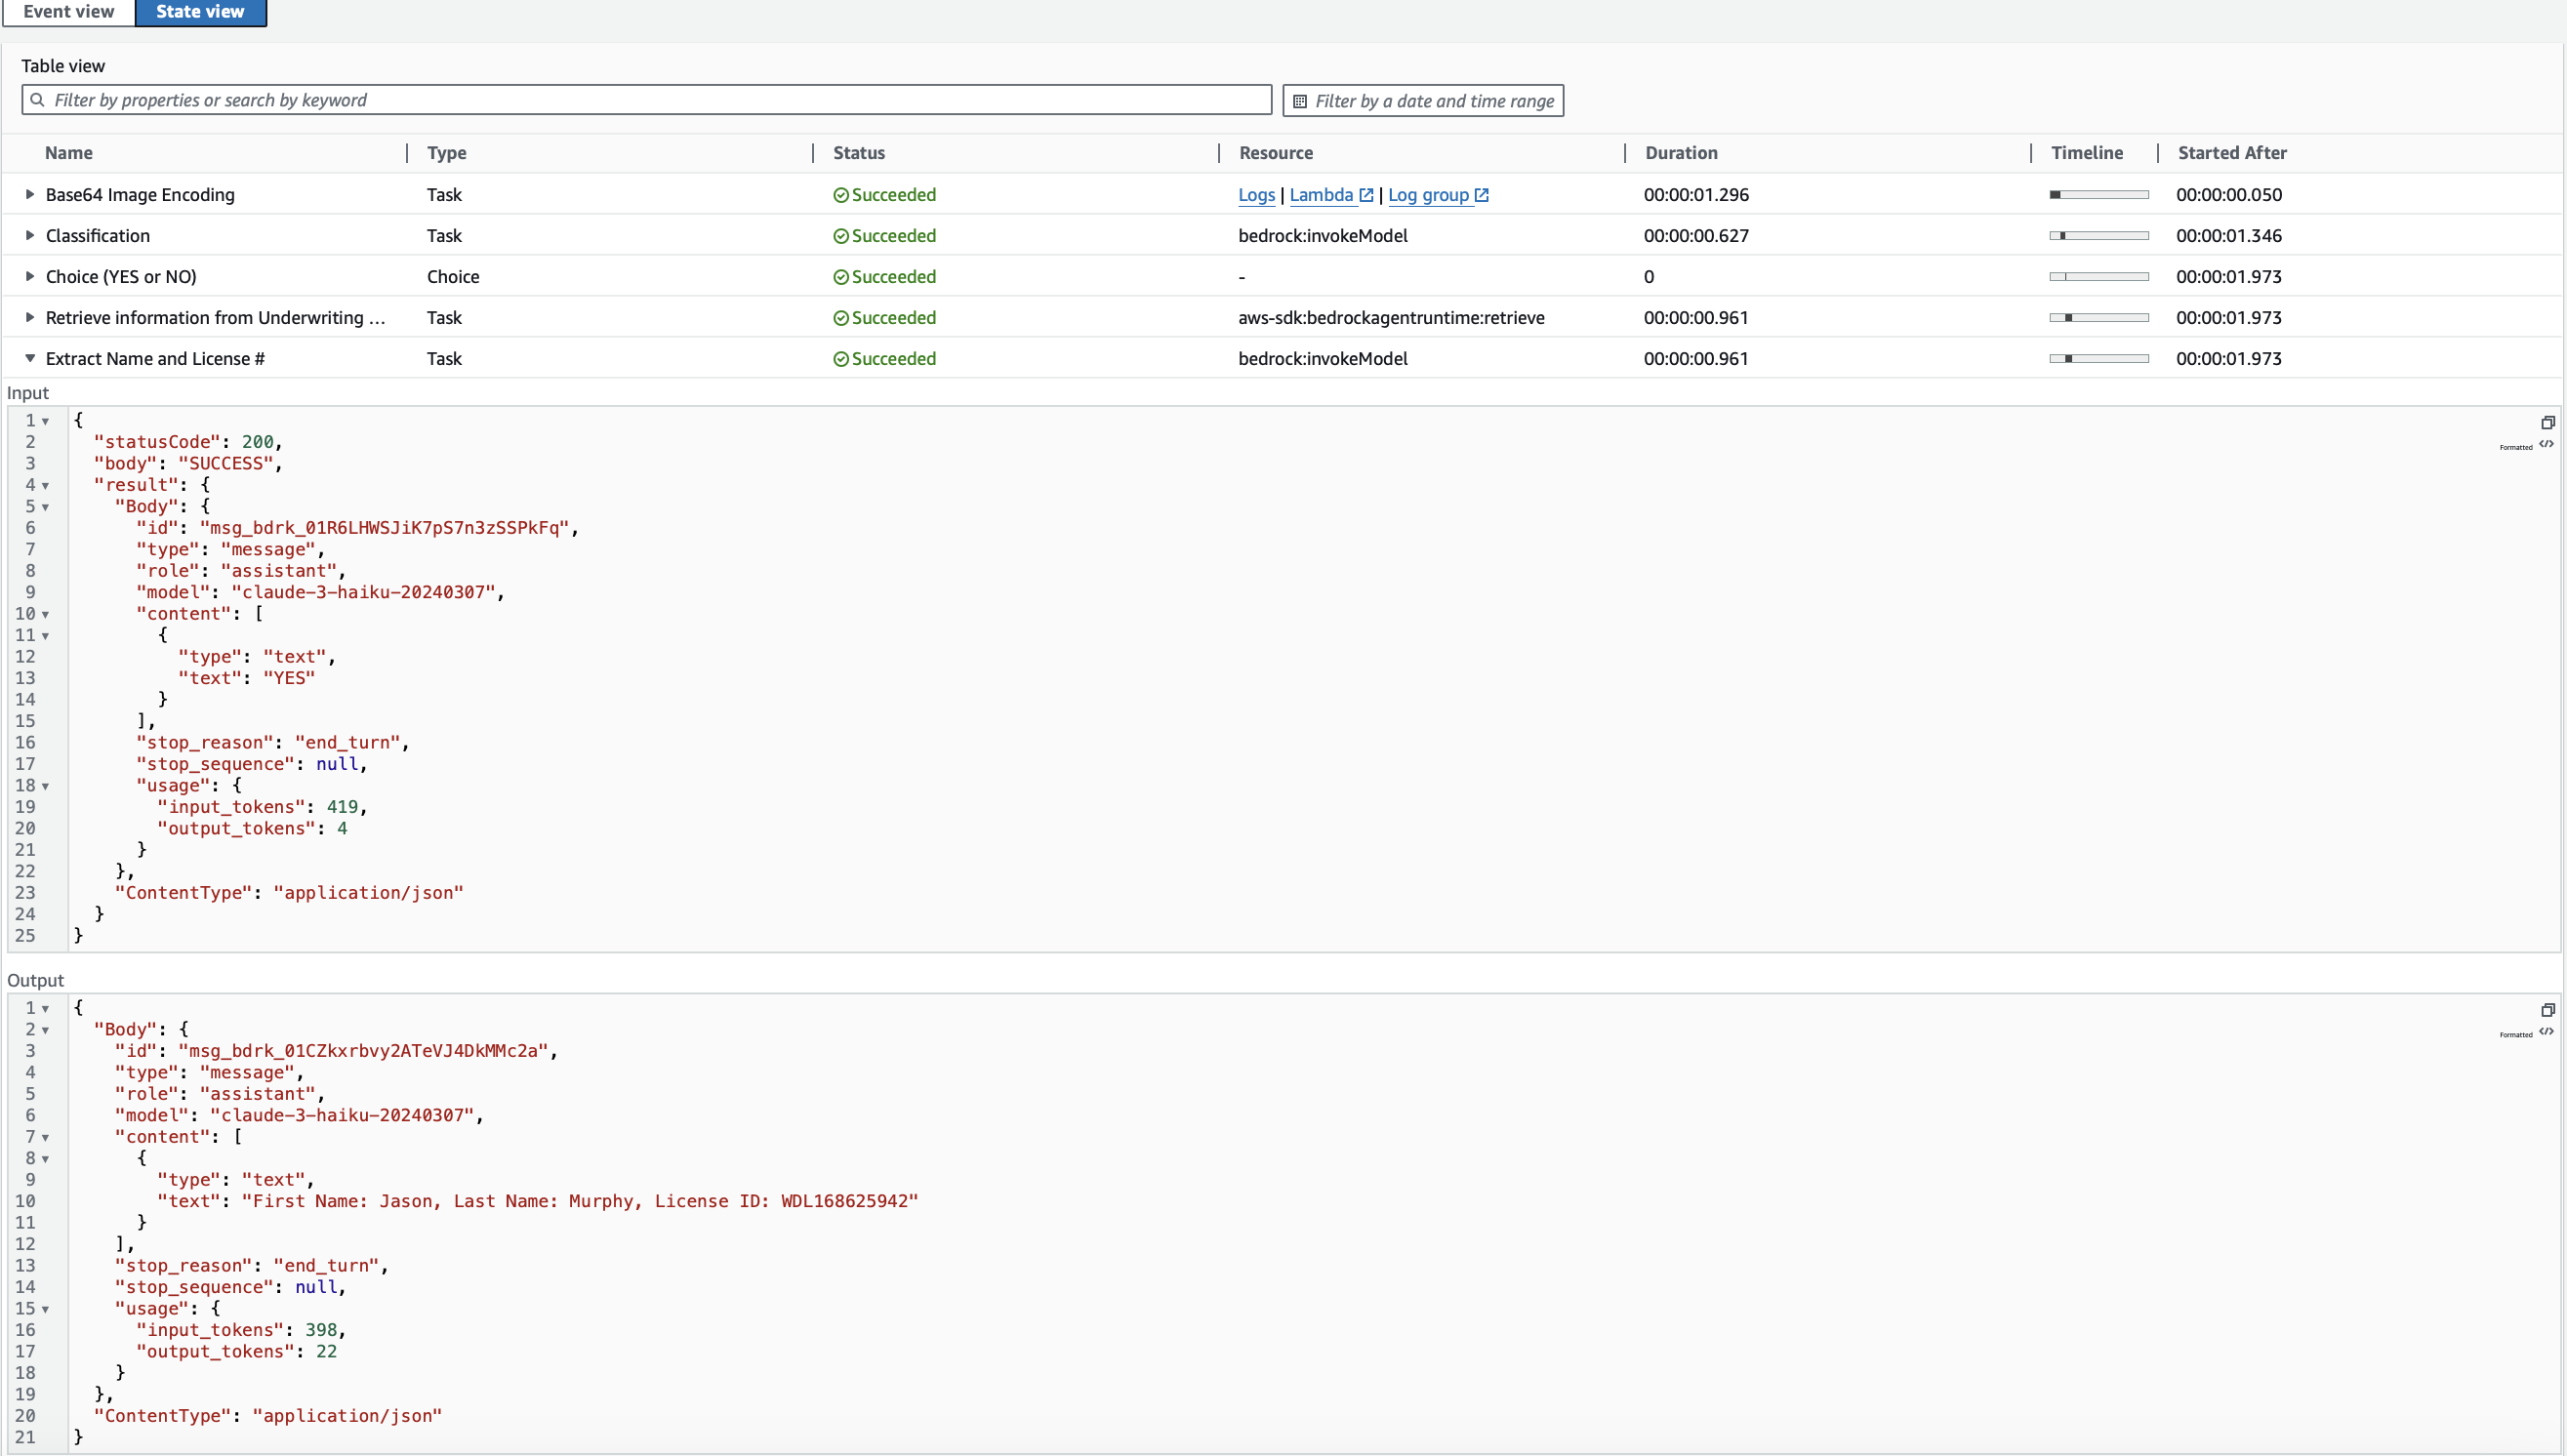 Event view State view
Table view
Filter by properties or search by keyword Filter by a date and time range
Name Type Status Resource Duration Timeline Started After
Base64 Image Encoding Task Succeeded Logs | Lambda | Log group 00:00:01.296 00:00:00.050
Classification Task Succeeded bedrock:invokeModel 00:00:00.627 00:00:01.346
Choice (YES or NO) Choice Succeeded - 0 00:00:01.973
Retrieve information from Underwriting ... Task Succeeded aws-sdk:bedrockagentruntime:retrieve 00:00:00.961 00:00:01.973
Extract Name and License # Task Succeeded bedrock:invokeModel 00:00:00.961 00:00:01.973
Input
1 {
2 "statusCode": 200,
Formatted </>
3 "body": "SUCCESS",
4 "result": {
5 "Body": {
6 "id": "msg_bdrk_01R6LHWSJiK7pS7n3zSSPkFq",
7 "type": "message",
8 "role": "assistant",
9 "model": "claude-3-haiku-20240307",
10 "content": [
11 {
12 "type": "text",
13 "text": "YES"
14 }
15 ],
16 "stop_reason": "end_turn",
17 "stop_sequence": null,
18 "usage": {
19 "input_tokens": 419,
20 "output_tokens": 4
21 }
22 },
23 "ContentType": "application/json"
24 }
25 }
Output
1 {
2 "Body": {
Formatted </>
3 "id": "msg_bdrk_01CZkxrbvy2ATeVJ4DkMMc2a",
4 "type": "message",
5 "role": "assistant",
6 "model": "claude-3-haiku-20240307",
7 "content": [
8 {
9 "type": "text",
10 "text": "First Name: Jason, Last Name: Murphy, License ID: WDL168625942"
11 }
12 ],
13 "stop_reason": "end_turn",
14 "stop_sequence": null,
15 "usage": {
16 "input_tokens": 398,
17 "output_tokens": 22
18 }
19 },
20 "ContentType": "application/json"
21 }